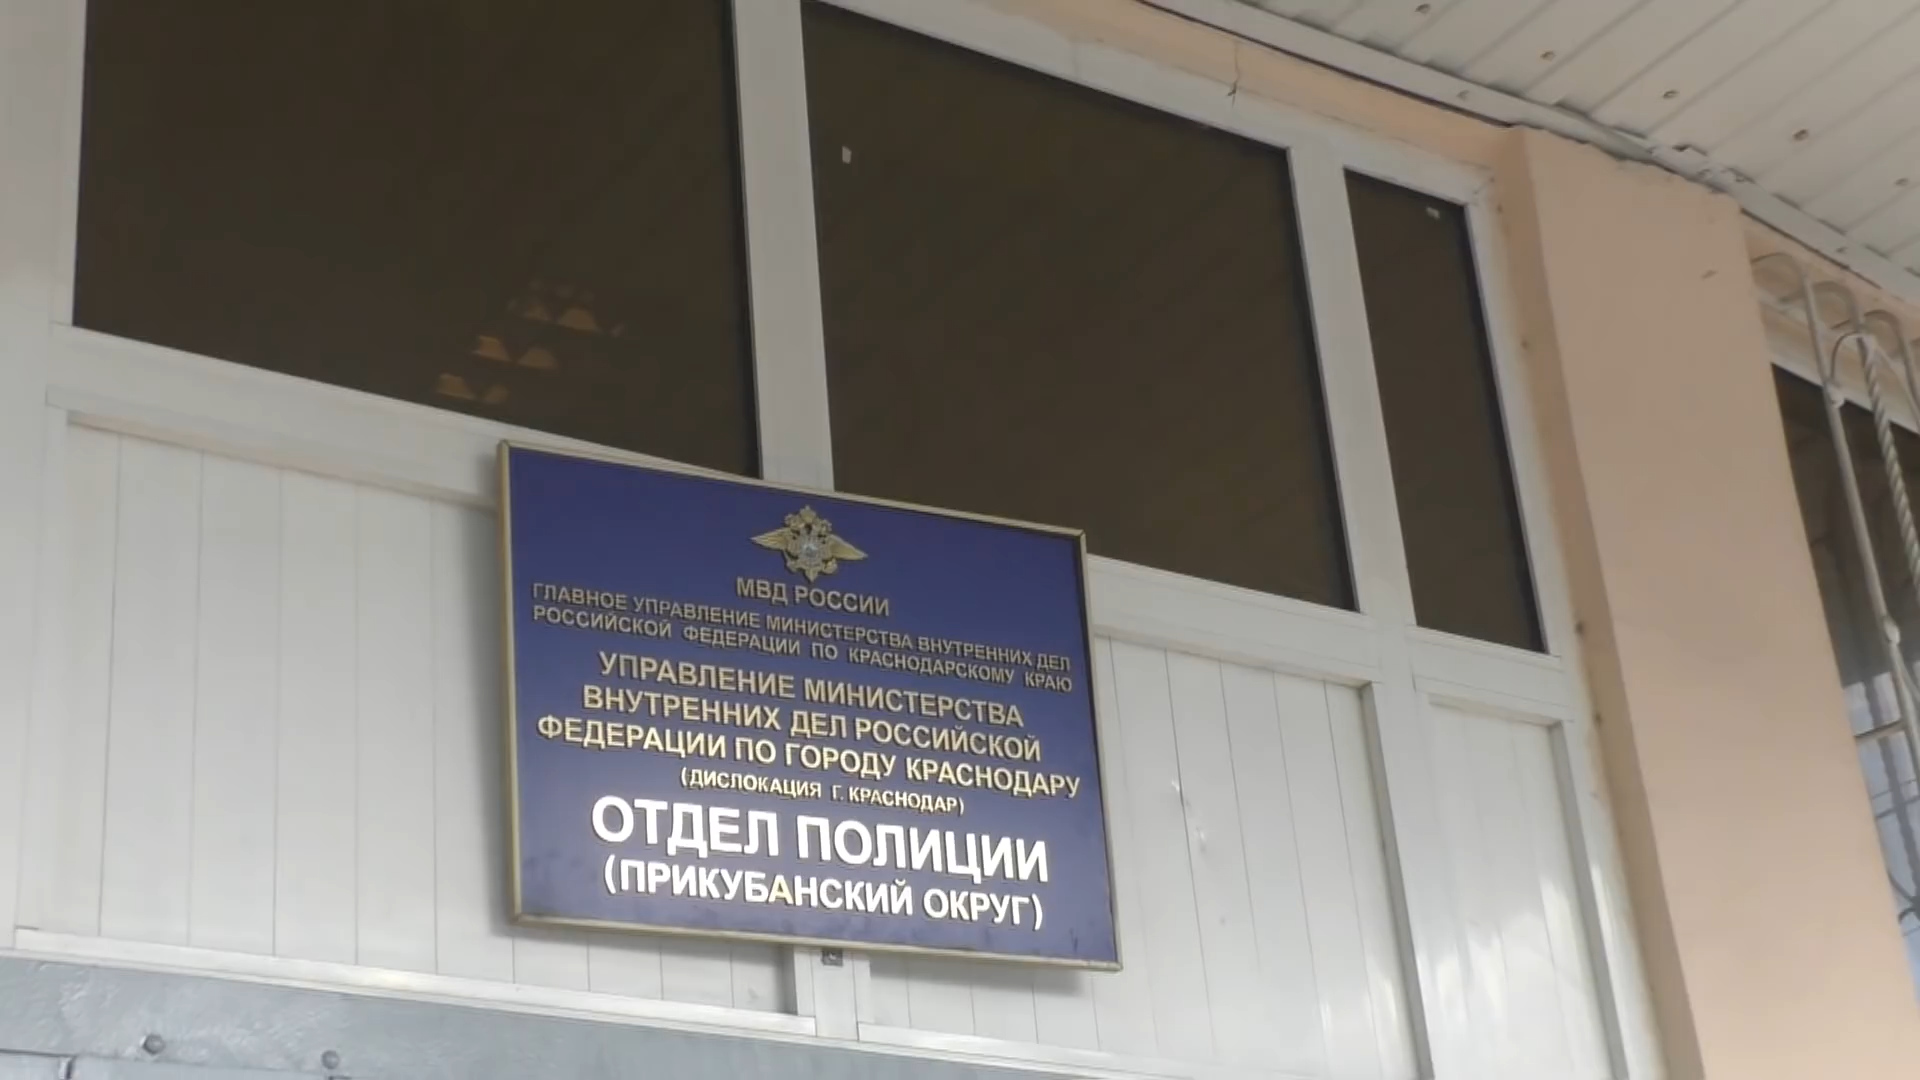 МВД РОССИИ
ГЛАВНОЕ УПРАВЛЕНИЕ МИНИСТЕРСТВА ВНУТРЕННИХ ДЕЛ
РОССИЙСКОЙ ФЕДЕРАЦИИ ПО КРАСНОДАРСКОМУ КРАЮ
УПРАВЛЕНИЕ МИНИСТЕРСТВА
ВНУТРЕННИХ ДЕЛ РОССИЙСКОЙ
ФЕДЕРАЦИИ ПО ГОРОДУ КРАСНОДАРУ
(ДИСЛОКАЦИЯ Г. КРАСНОДАР)
ОТДЕЛ ПОЛИЦИИ
(ПРИКУБАНСКИЙ ОКРУГ)